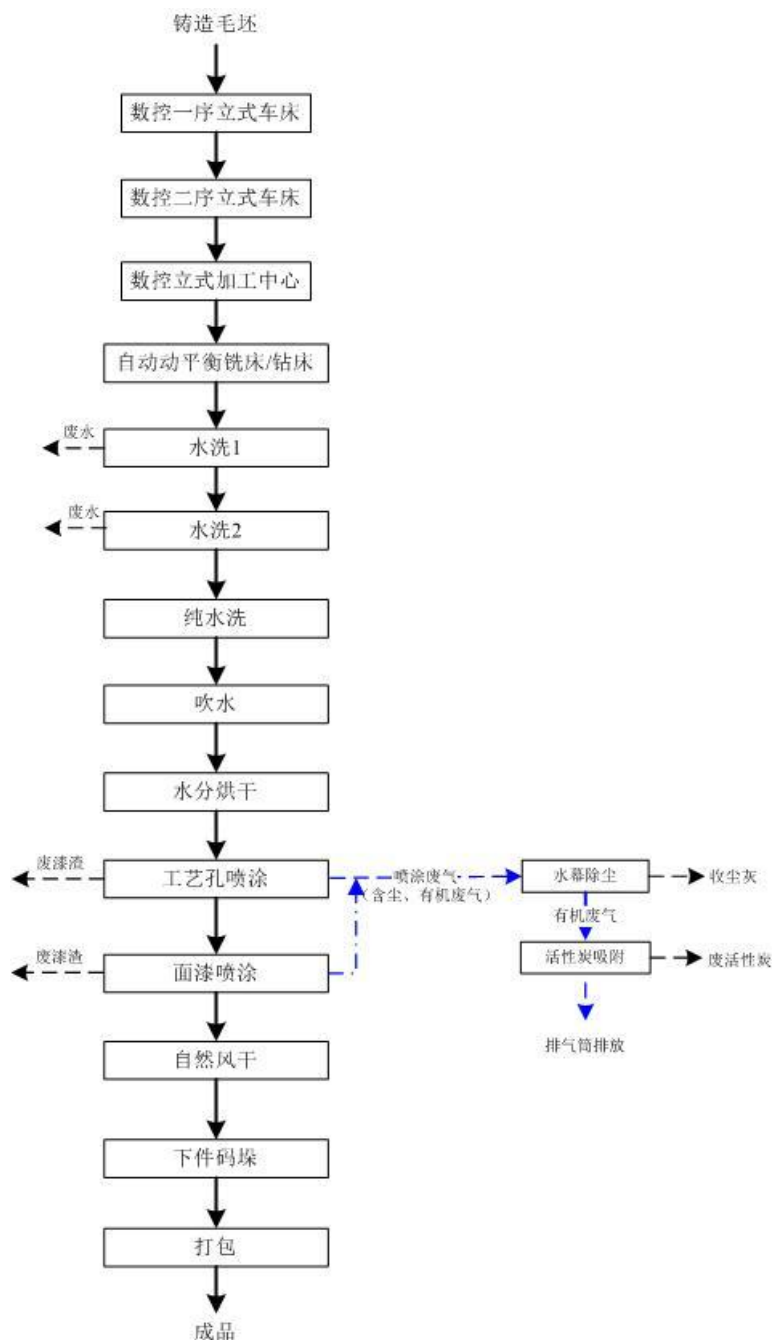 铸造毛坯
数控一序立式车床
数控二序立式车床
数控立式加工中心
自动动平衡铣床/钻床
废水
水洗1
废水
水洗2
纯水洗
吹水
水分烘干
废漆渣
工艺孔喷涂
喷涂废气
（含尘、有机废气）
水幕除尘
收尘灰
有机废气
废漆渣
面漆喷涂
活性炭吸附
废活性炭
排气筒排放
自然风干
下件码垛
打包
成品